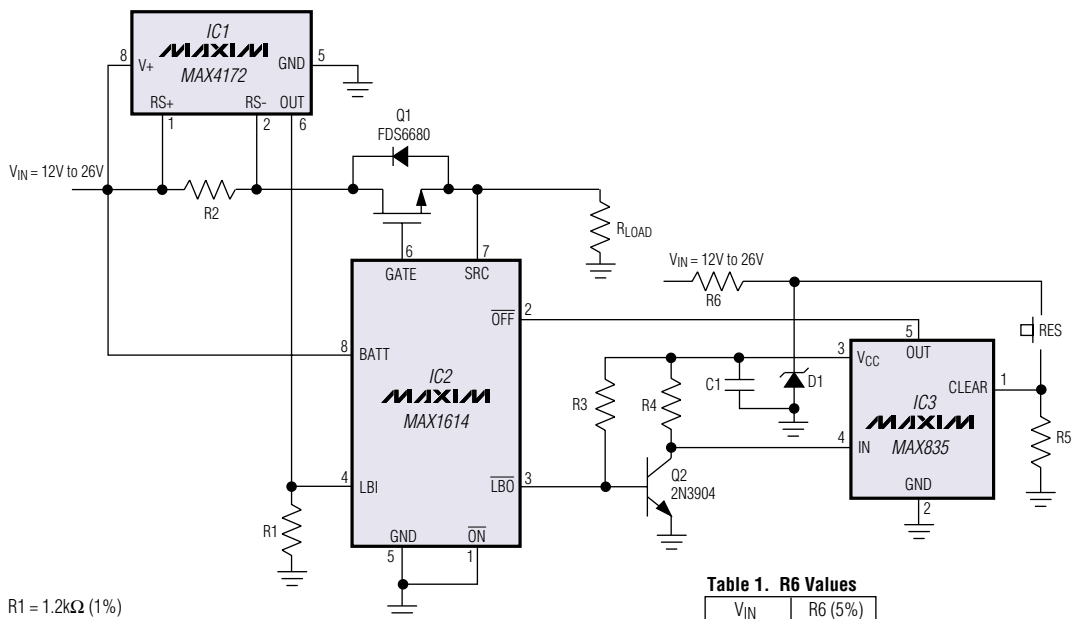 IC1
MAXIM
MAX4172
8
V+
GND
5
RS+
RS-
OUT
1
2
6
Q1
FDS6680
VIN = 12V to 26V
R2
RLOAD
6
7
GATE
SRC
VIN = 12V to 26V
R6
OFF
2
5
OUT
RES
8
BATT
3
VCC
CLEAR
1
IC2
MAXIM
MAX1614
R3
R4
C1
D1
IC3
MAXIM
MAX835
R5
4
IN
4
LBI
LBO
3
Q2
2N3904
GND
2
R1
GND
ON
5
1
R1 = 1.2kΩ (1%)
Table 1. R6 Values
VIN
R6 (5%)